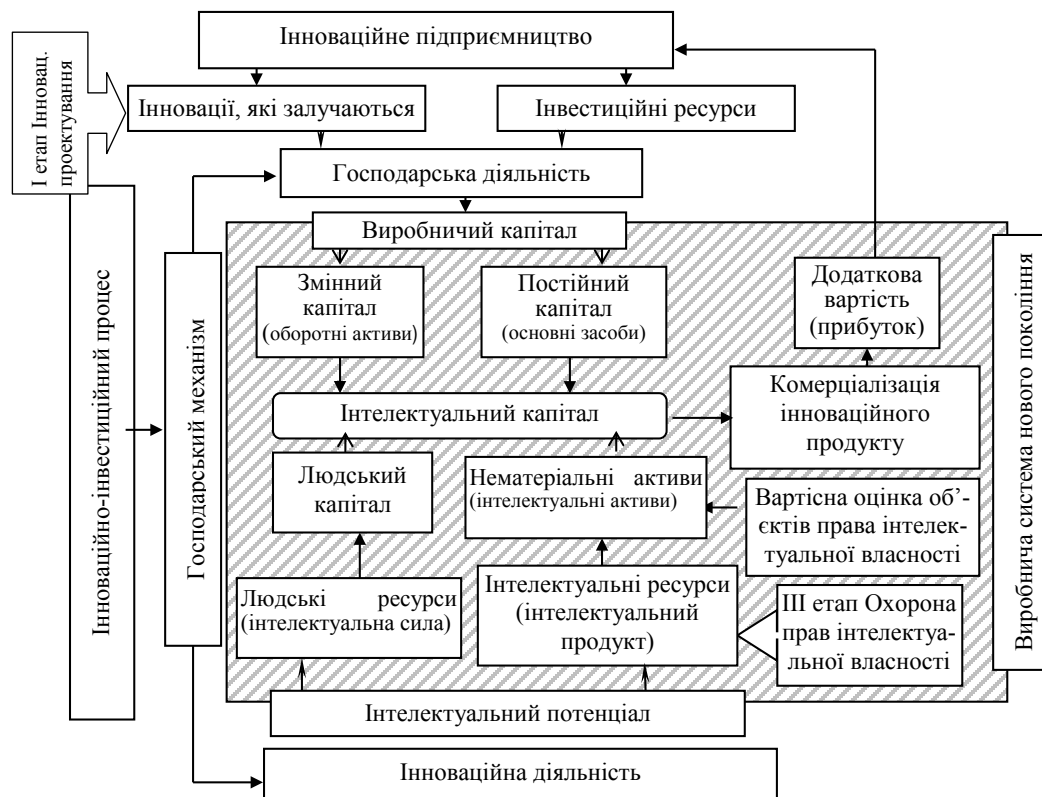 Інноваційне підприємництво
І етап Інновац.
проектування
Інновації, які залучаються
Інвестиційні ресурси
Господарська діяльність
Виробничий капітал
Змінний
капітал
(оборотні активи)
Постійний
капітал
(основні засоби)
Додаткова
вартість
(прибуток)
Інтелектуальний капітал
Комерціалізація
інноваційного
продукту
Людський
капітал
Нематеріальні активи
(інтелектуальні активи)
Вартісна оцінка об’-
єктів права інтелек-
туальної власності
Людські ресурси
(інтелектуальна сила)
Інтелектуальні ресурси
(інтелектуальний
продукт)
ІІІ етап Охорона
прав інтелектуа-
льної власності
Інтелектуальний потенціал
Інноваційна діяльність
Інноваційно-інвестиційний процес
Господарський механізм
Виробнича система нового покоління